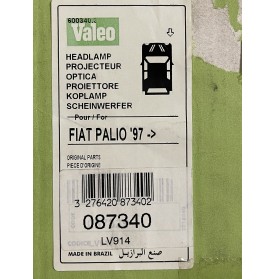 600340
Valeo
HEADLAMP
PROJECTEUR
OPTICA
PROIETTORE
KOPLAMP
SCHEINWERFER
Pour / For
FIAT PALIO '97 ->
ORIGINAL PARTS
PIECE D'ORIGINE
3 276420 873402
087340
LV914
MADE IN BRAZIL صنع البرازيل